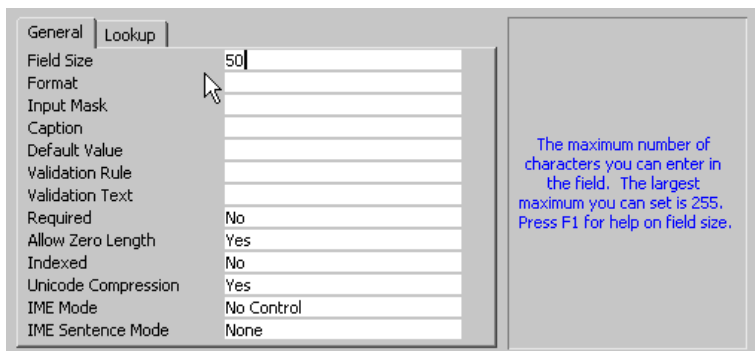 General Lookup
Field Size 50
Format
Input Mask
Caption
Default Value
Validation Rule
Validation Text
Required No
Allow Zero Length Yes
Indexed No
Unicode Compression Yes
IME Mode No Control
IME Sentence Mode None
The maximum number of
characters you can enter in
the field. The largest
maximum you can set is 255.
Press F1 for help on field size.